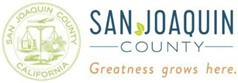 SAN JOAQUIN COUNTY
CALIFORNIA
SAN JOAQUIN
COUNTY
Greatness grows here.